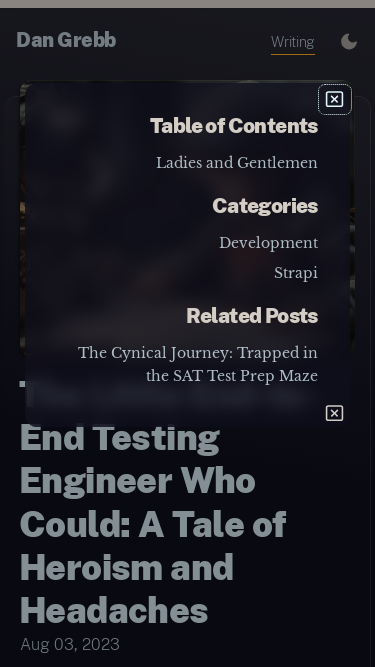 Dan Grebb
Writing
Table of Contents
Ladies and Gentlemen
Categories
Development
Strapi
Related Posts
The Cynical Journey: Trapped in
the SAT Test Prep Maze
End Testing
Engineer Who
Could: A Tale of
Heroism and
Headaches
Aug 03, 2023